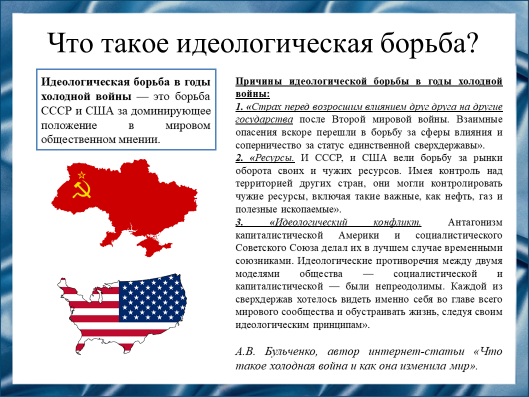 Что такое идеологическая борьба?
Идеологическая борьба в годы
холодной войны — это борьба
СССР и США за доминирующее
положение в мировом
общественном мнении.
Причины идеологической борьбы в годы холодной
войны:
1. «Страх перед возросшим влиянием друг друга на другие
государства после Второй мировой войны. Взаимные
опасения вскоре перешли в борьбу за сферы влияния и
соперничество за статус единственной сверхдержавы».
2. «Ресурсы. И СССР, и США вели борьбу за рынки
оборота своих и чужих ресурсов. Имея контроль над
территорией других стран, они могли контролировать
чужие ресурсы, включая такие важные, как нефть, газ и
полезные ископаемые».
3. «Идеологический конфликт. Антагонизм
капиталистической Америки и социалистического
Советского Союза делал их в лучшем случае временными
союзниками. Идеологические противоречия между двумя
моделями общества — социалистической и
капиталистической — были непреодолимы. Каждой из
сверхдержав хотелось видеть именно себя во главе всего
мирового сообщества и обустраивать жизнь, следуя своим
идеологическим принципам».
А.В. Бульченко, автор интернет-статьи «Что
такое холодная война и как она изменила мир».